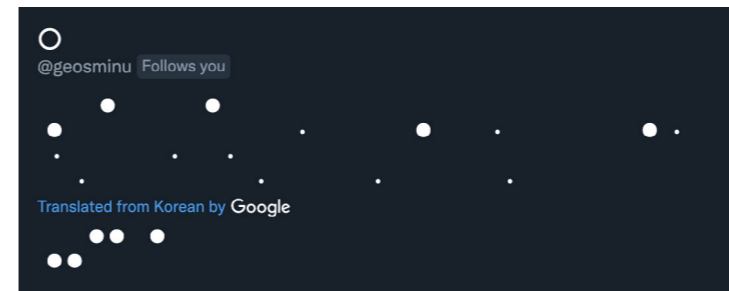 ○
@geosminu Follows you
● ●
● . ● . ● .
. . .
. . . .
Translated from Korean by Google
●● ●
●●